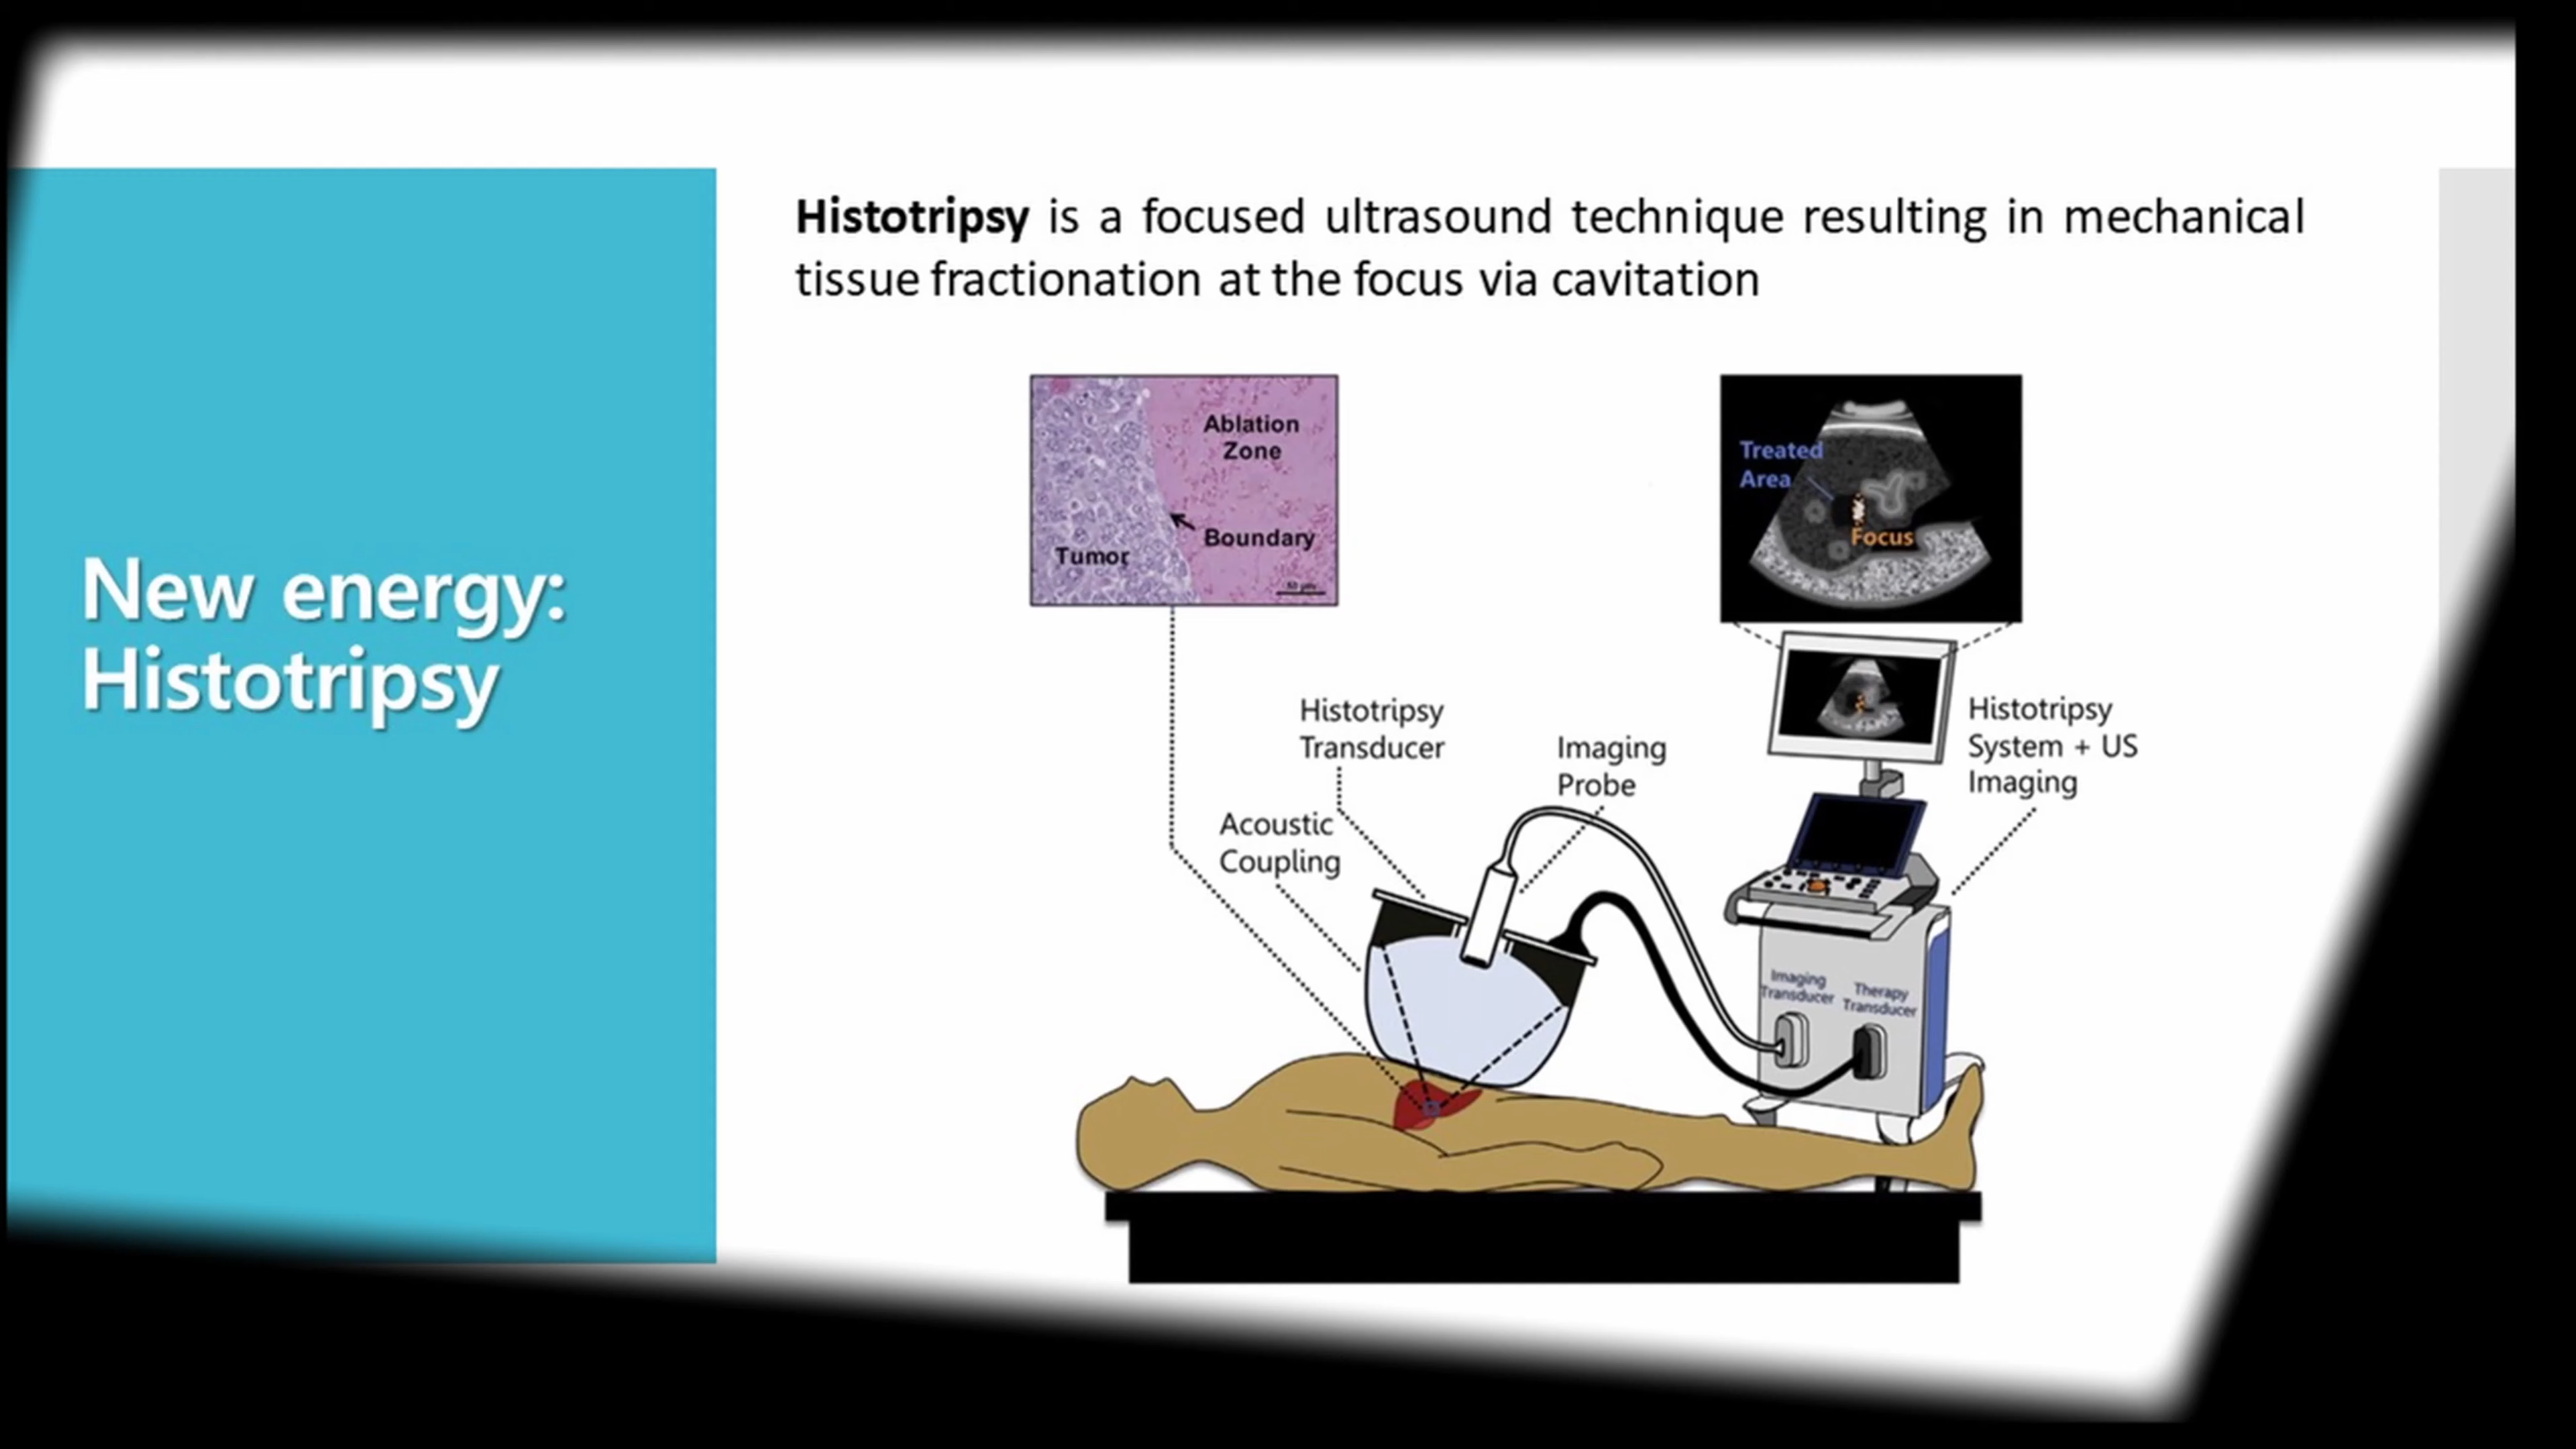 New energy:
Histotripsy
Histotripsy is a focused ultrasound technique resulting in mechanical
tissue fractionation at the focus via cavitation
Ablation
Zone
Boundary
Tumor
50 µm
Treated
Area
Focus
Histotripsy
Transducer
Imaging
Probe
Histotripsy
System + US
Imaging
Acoustic
Coupling
Imaging
Transducer
Therapy
Transducer